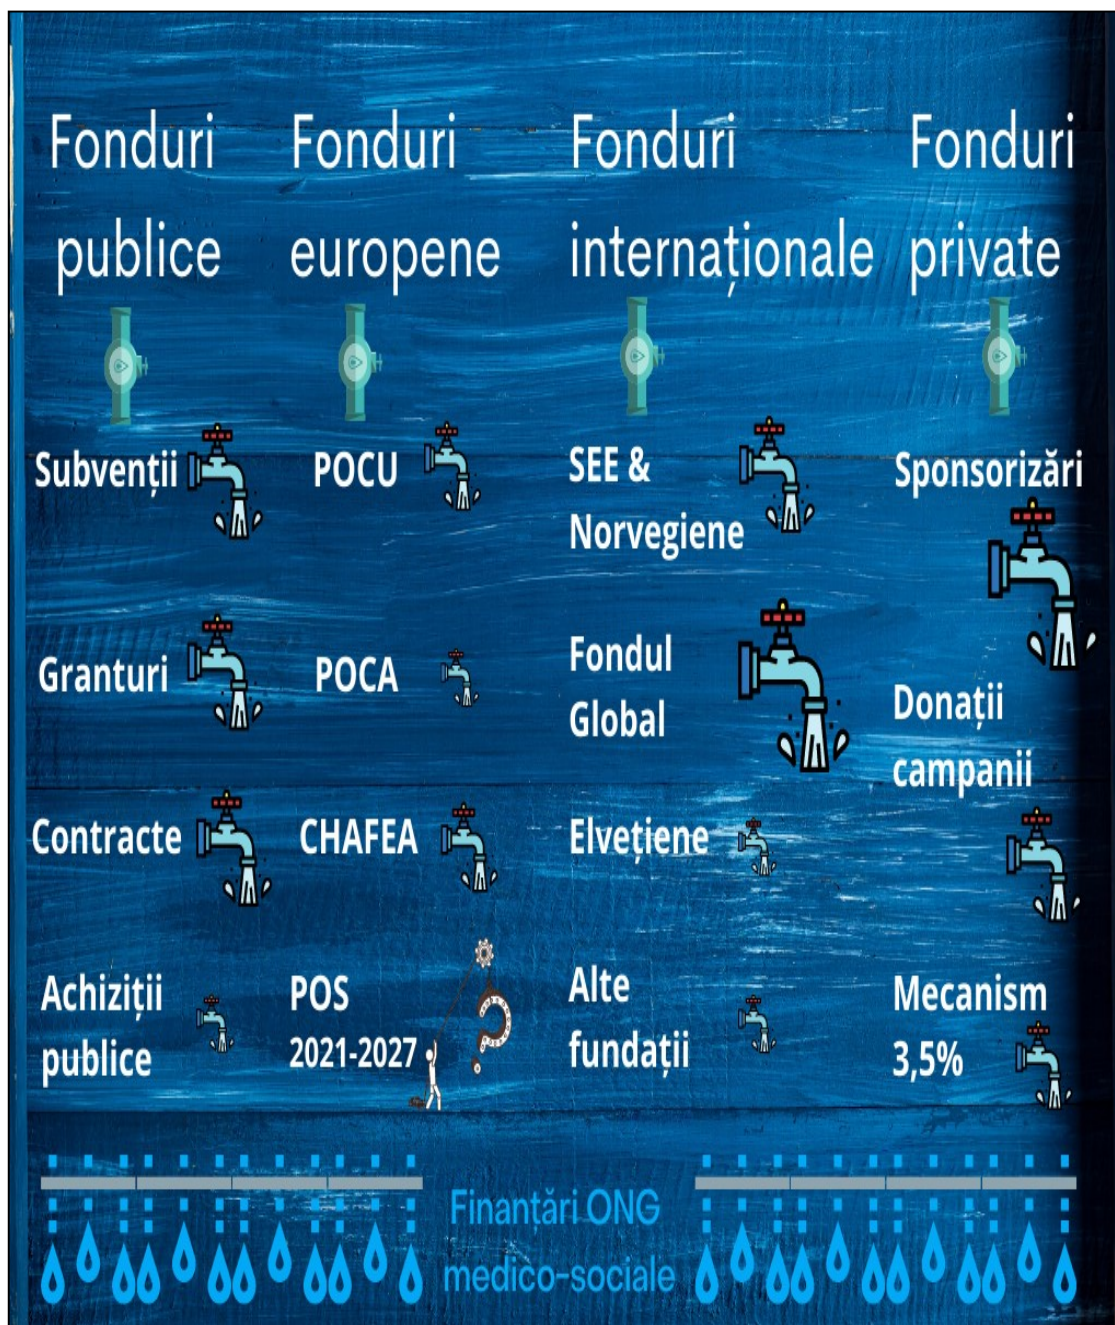 Fonduri
publice
Fonduri
europene
Fonduri
internaționale
Fonduri
private
Subvenții
Granturi
Contracte
Achiziții
publice
POCU
POCA
CHAFEA
POS
2021-2027
SEE &
Norvegiene
Fondul
Global
Elvețiene
Alte
fundații
Sponsorizări
Donații
campanii
Mecanism
3,5%
Finanțări ONG
medico-sociale